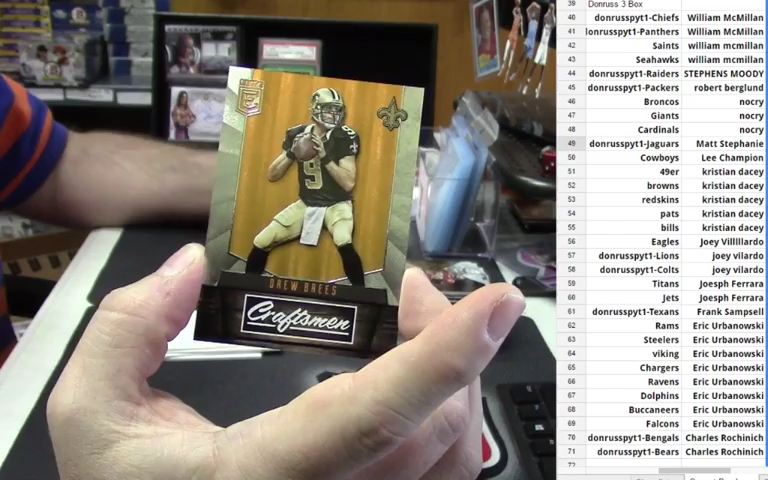 DREW BREES
Craftsmen
9
39 Donruss 3 Box
40 donrusspyt1-Chiefs William McMillan
41 lonrusspyt1-Panthers William McMillan
42 Saints william mcmillan
43 Seahawks william mcmillan
44 donrusspyt1-Raiders STEPHENS MOODY
45 donrusspyt1-Packers robert berglund
46 Broncos nocry
47 Giants nocry
48 Cardinals nocry
49 donrusspyt1-Jaguars Matt Stephanie
50 Cowboys Lee Champion
51 49er kristian dacey
52 browns kristian dacey
53 redskins kristian dacey
54 pats kristian dacey
55 bills kristian dacey
56 Eagles Joey Villlllardo
57 donrusspyt1-Lions joey vilardo
58 donrusspyt1-Colts joey vilardo
59 Titans Joesph Ferrara
60 Jets Joesph Ferrara
61 donrusspyt1-Texans Frank Sampsell
62 Rams Eric Urbanowski
63 Steelers Eric Urbanowski
64 viking Eric Urbanowski
65 Chargers Eric Urbanowski
66 Ravens Eric Urbanowski
67 Dolphins Eric Urbanowski
68 Buccaneers Eric Urbanowski
69 Falcons Eric Urbanowski
70 donrusspyt1-Bengals Charles Rochinich
71 donrusspyt1-Bears Charles Rochinich